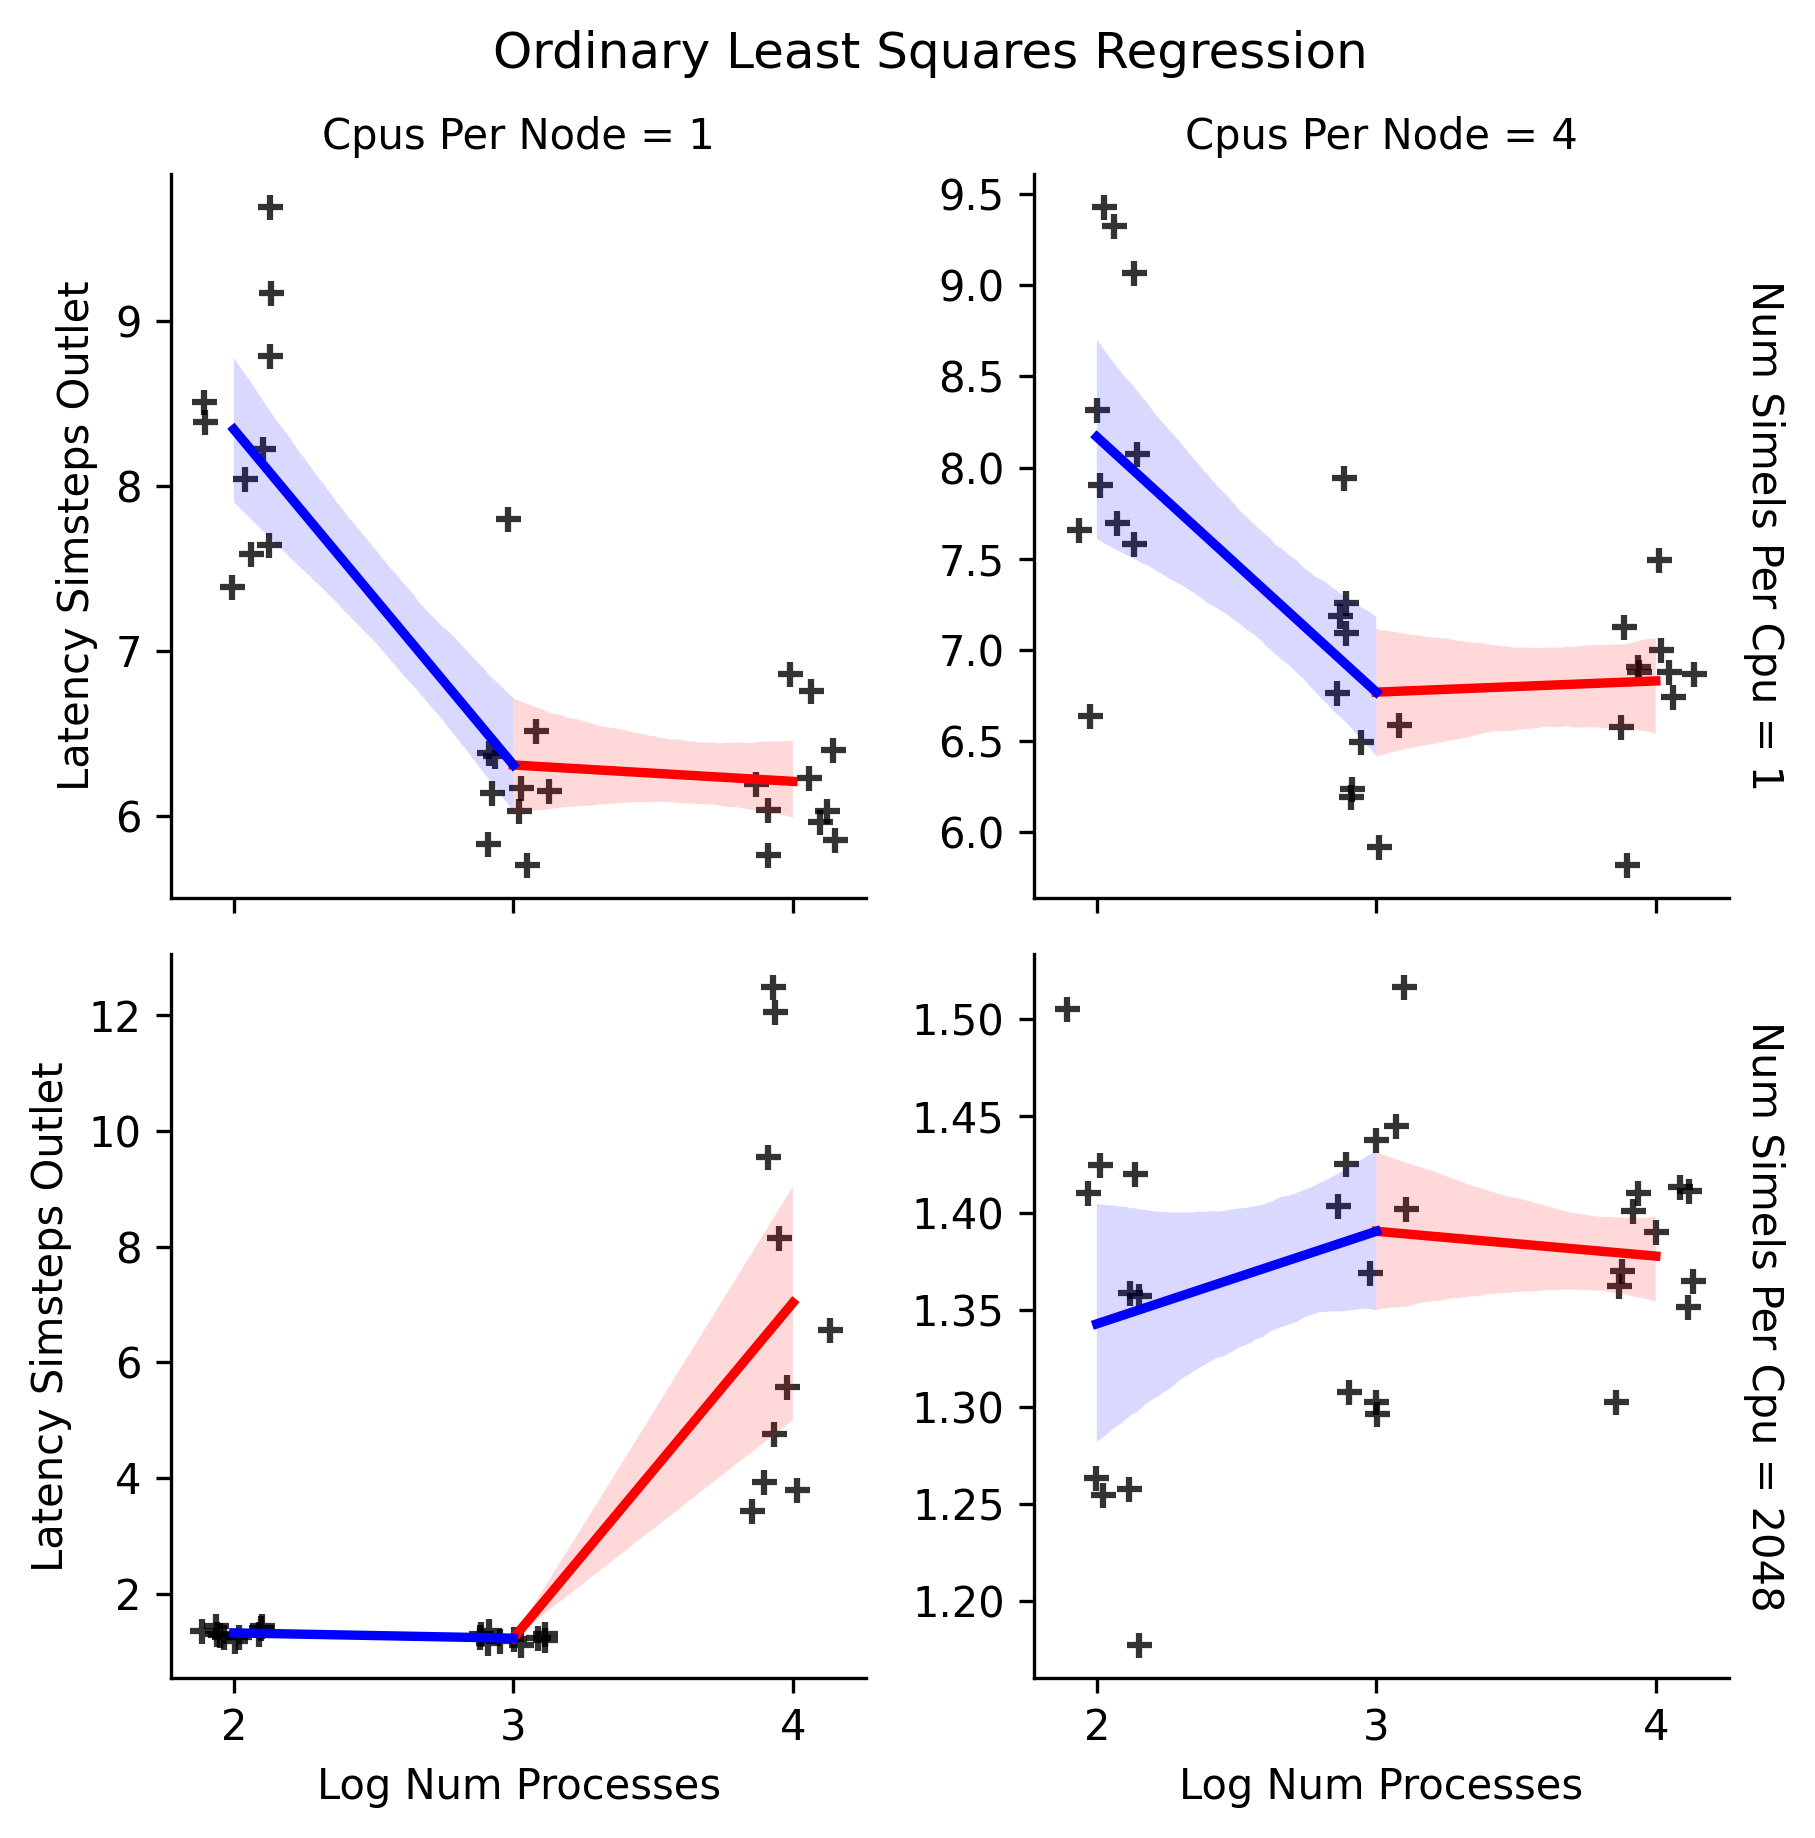 Ordinary Least Squares Regression
Cpus Per Node = 1
Cpus Per Node = 4
Latency Simsteps Outlet
9
8
7
6
9.5
9.0
8.5
8.0
7.5
7.0
6.5
6.0
Num Simels Per Cpu = 1
Latency Simsteps Outlet
12
10
8
6
4
2
1.50
1.45
1.40
1.35
1.30
1.25
1.20
Num Simels Per Cpu = 2048
2 3 4
Log Num Processes
2 3 4
Log Num Processes